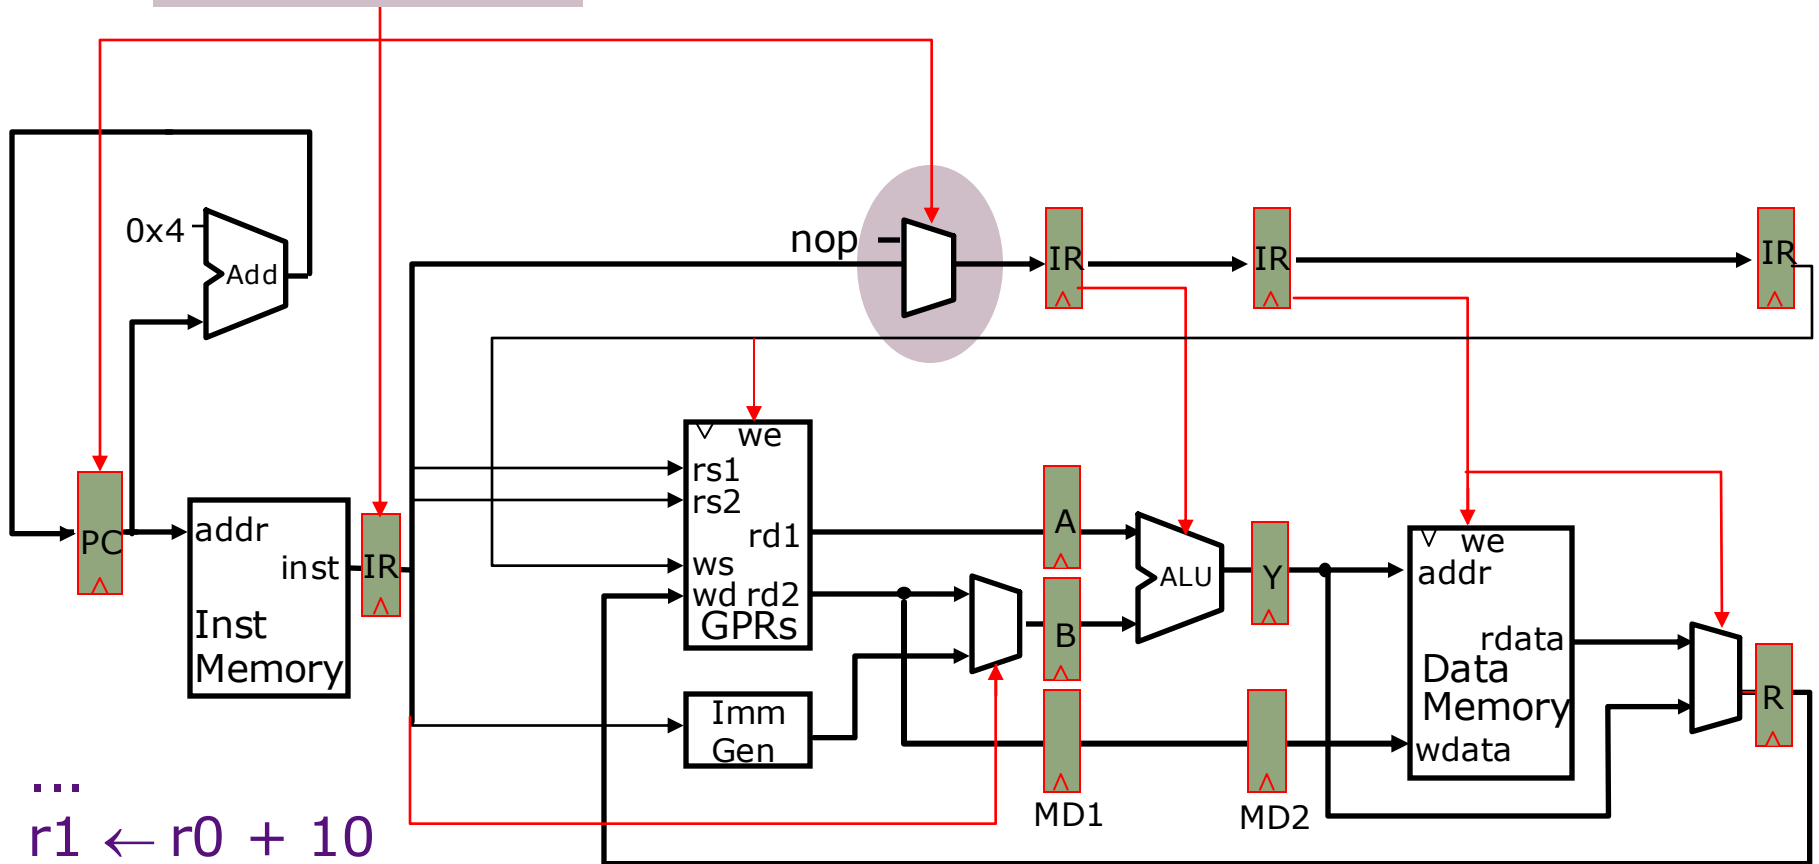 nop
IR
IR
IR
0x4
Add
we
rs1
rs2
rd1
ws
wd rd2
GPRs
PC
addr
inst
Inst
Memory
IR
A
B
ALU
Y
we
addr
rdata
Data
Memory
wdata
R
Imm
Gen
MD1
MD2
...
r1 ← r0 + 10